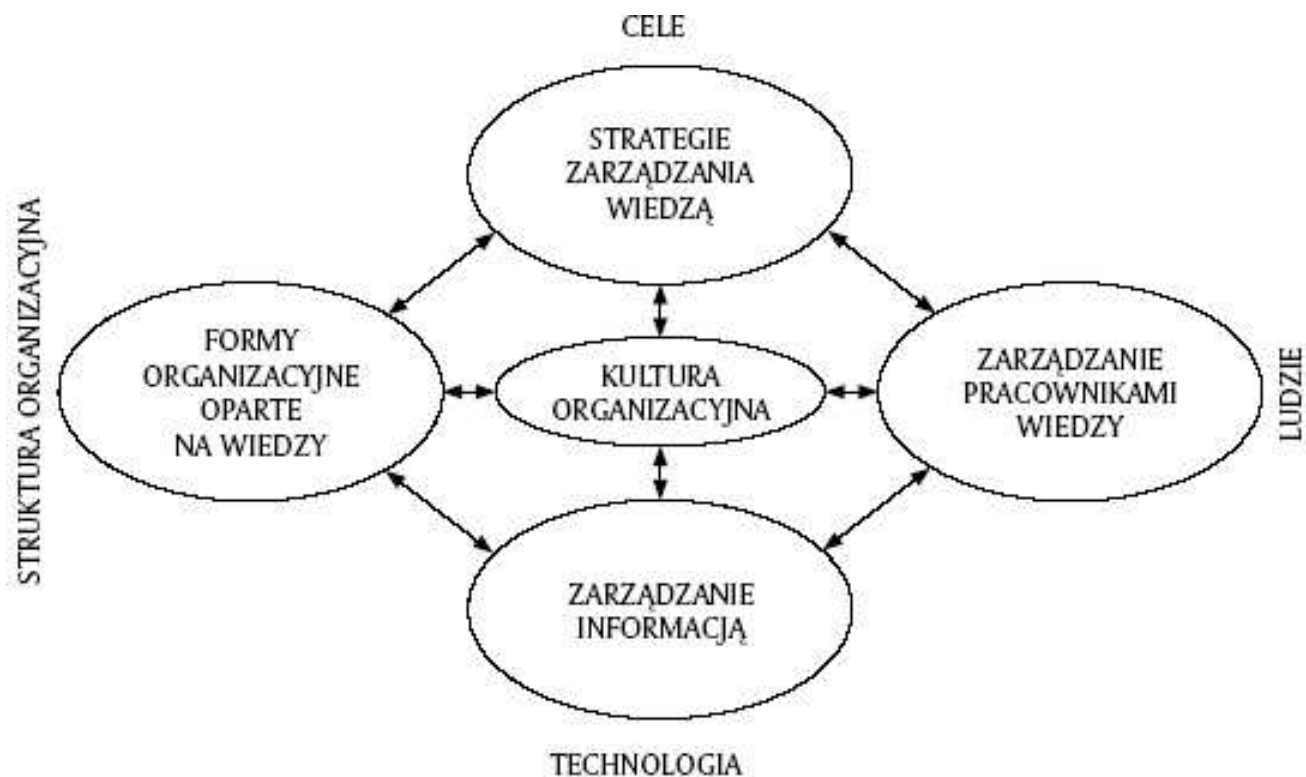 CELE
STRATEGIE
ZARZĄDZANIA
WIEDZĄ
STRUKTURA ORGANIZACYJNA
FORMY
ORGANIZACYJNE
OPARTE
NA WIEDZY
KULTURA
ORGANIZACYJNA
ZARZĄDZANIE
PRACOWNIKAMI
WIEDZY
LUDZIE
ZARZĄDZANIE
INFORMACJĄ
TECHNOLOGIA